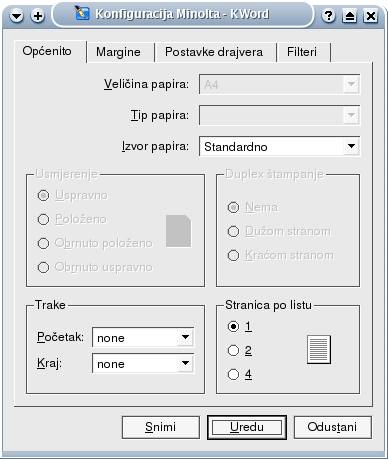 Konfiguracija Minolta - KWord
Općenito Margine Postavke drajvera Filteri
Veličina papira: A4
Tip papira:
Izvor papira: Standardno
Usmjerenje Duplex štampanje
Uspravno
Položeno
Obrnuto položeno
Obrnuto uspravno
Nema
Dužom stranom
Kraćom stranom
Trake
Početak: none
Kraj: none
Stranica po listu
1
2
4
Snimi Uredu Odustani